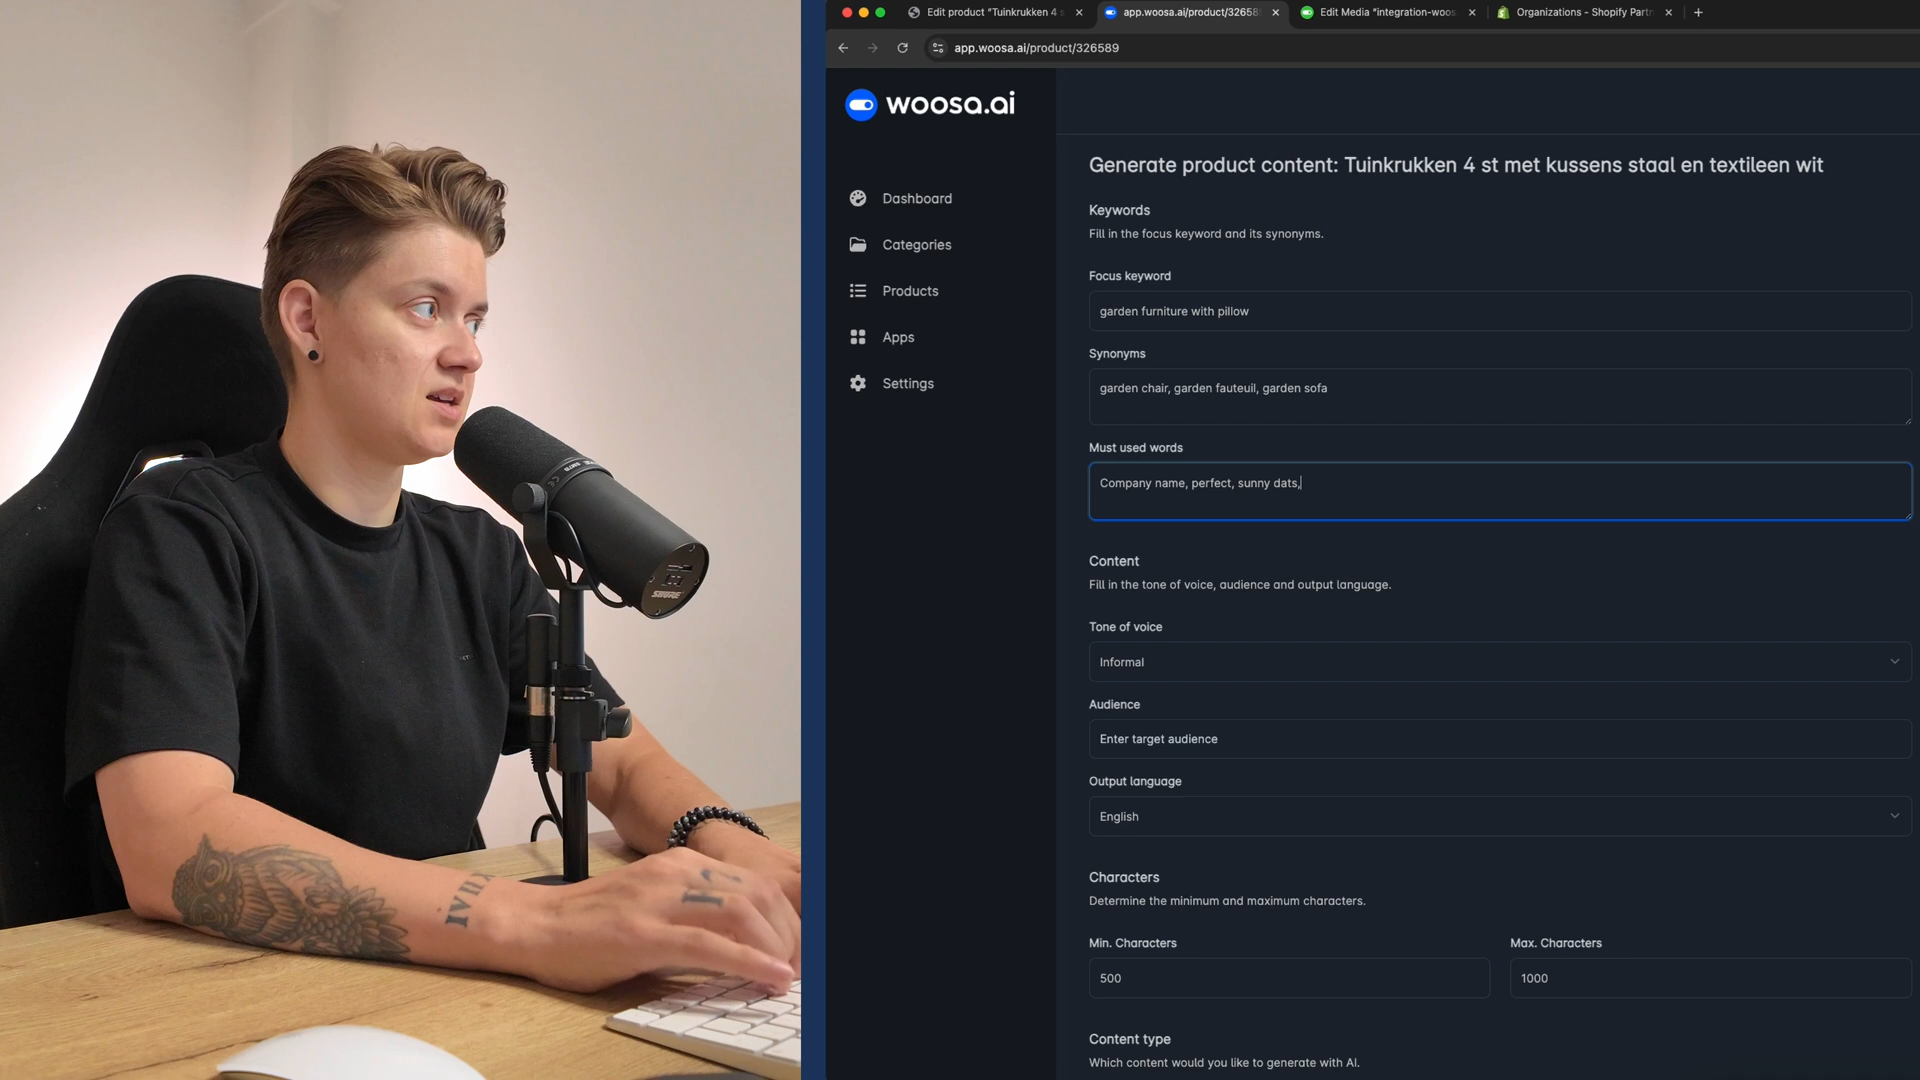 Edit product "Tuinkrukken 4 s
app.woosa.ai/product/32658
Edit Media "integration-woos
Organizations - Shopify Part
app.woosa.ai/product/326589
woosa.ai
Generate product content: Tuinkrukken 4 st met kussens staal en textileen wit
Dashboard
Categories
Products
Apps
Settings
Keywords
Fill in the focus keyword and its synonyms.
Focus keyword
garden furniture with pillow
Synonyms
garden chair, garden fauteuil, garden sofa
Must used words
Company name, perfect, sunny dats,
Content
Fill in the tone of voice, audience and output language.
Tone of voice
Informal
Audience
Enter target audience
Output language
English
Characters
Determine the minimum and maximum characters.
Min. Characters
Max. Characters
500
1000
Content type
Which content would you like to generate with AI.
SHURE